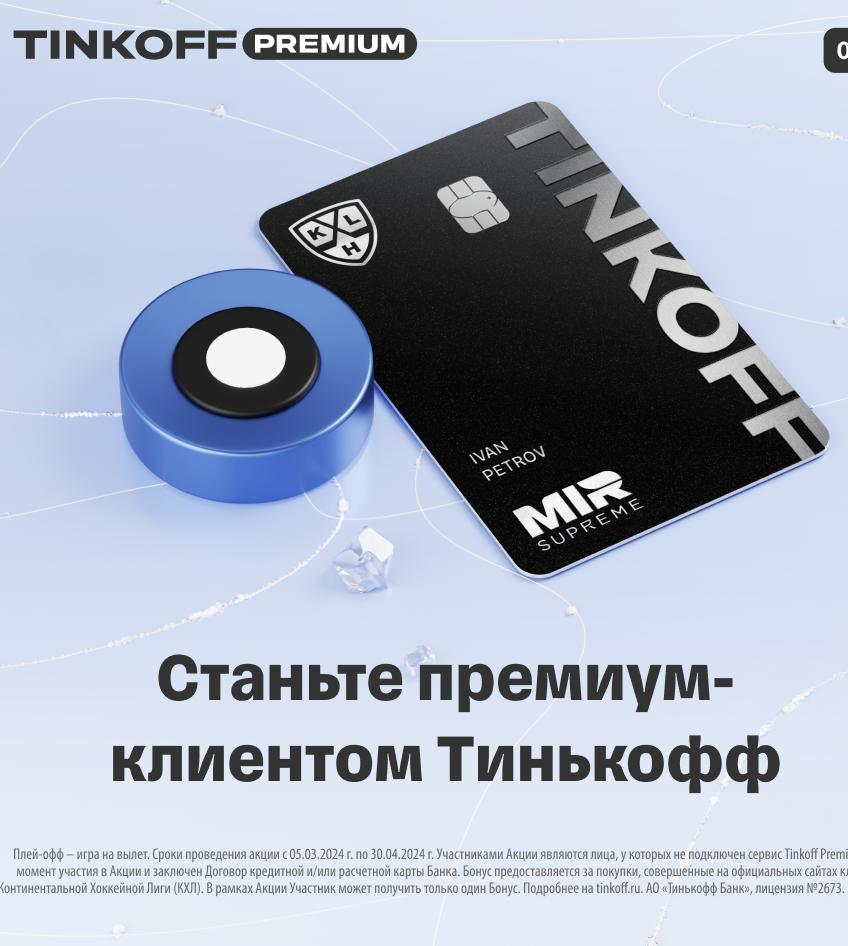 TINKOFF PREMIUM
0
TINKOFF
KHL
IVAN
PETROV
MIR
SUPREME
Станьте премиум-
клиентом Тинькофф
Плей-офф – игра на вылет. Сроки проведения акции с 05.03.2024 г. по 30.04.2024 г. Участниками Акции являются лица, у которых не подключен сервис Tinkoff Premi
момент участия в Акции и заключен Договор кредитной и/или расчетной карты Банка. Бонус предоставляется за покупки, совершенные на официальных сайтах кл
Континентальной Хоккейной Лиги (КХЛ). В рамках Акции Участник может получить только один Бонус. Подробнее на tinkoff.ru. АО «Тинькофф Банк», лицензия №2673.